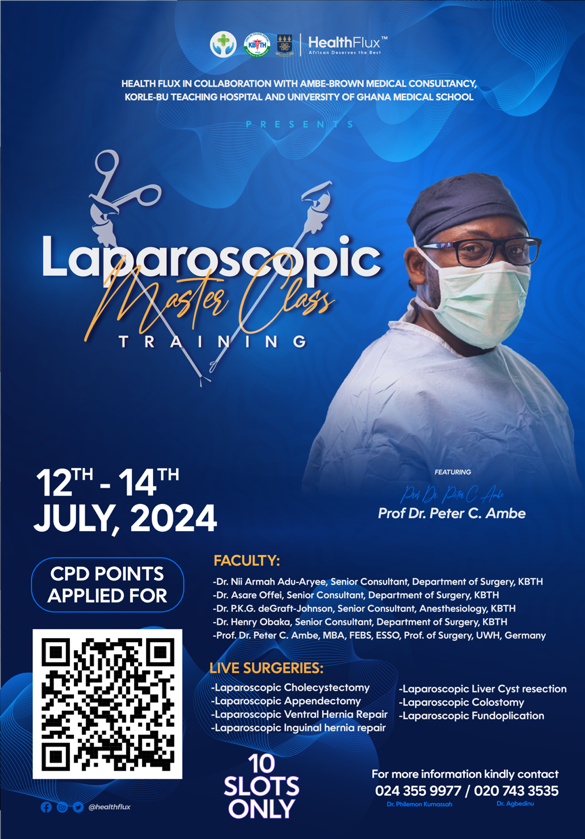 KBTH
HealthFlux™
African Deserves the Best
HEALTH FLUX IN COLLABORATION WITH AMBE-BROWN MEDICAL CONSULTANCY,
KORLE-BU TEACHING HOSPITAL AND UNIVERSITY OF GHANA MEDICAL SCHOOL
PRESENTS
Laparoscopic
Master Class
TRAINING
FEATURING
Prof Dr. Peter C. Ambe
Prof Dr. Peter C. Ambe
12TH - 14TH
JULY, 2024
CPD POINTS
APPLIED FOR
FACULTY:
-Dr. Nii Armah Adu-Aryee, Senior Consultant, Department of Surgery, KBTH
-Dr. Asare Offei, Senior Consultant, Department of Surgery, KBTH
-Dr. P.K.G. deGraft-Johnson, Senior Consultant, Anesthesiology, KBTH
-Dr. Henry Obaka, Senior Consultant, Department of Surgery, KBTH
-Prof. Dr. Peter C. Ambe, MBA, FEBS, ESSO, Prof. of Surgery, UWH, Germany
LIVE SURGERIES:
-Laparoscopic Cholecystectomy
-Laparoscopic Appendectomy
-Laparoscopic Ventral Hernia Repair
-Laparoscopic Inguinal hernia repair
-Laparoscopic Liver Cyst resection
-Laparoscopic Colostomy
-Laparoscopic Fundoplication
10
SLOTS
ONLY
For more information kindly contact
024 355 9977 / 020 743 3535
Dr. Philemon Kumassah
Dr. Agbedinu
@healthflux